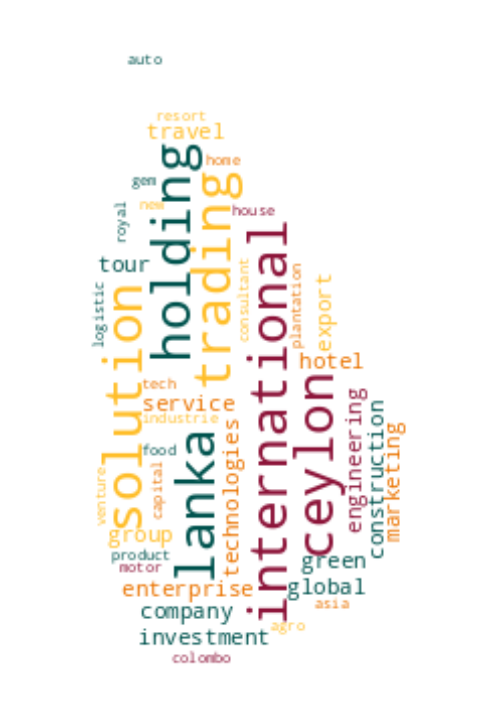 auto
resort
travel
holding
home
trading
gem
new
royal
house
tour
international
logistic
solution
consultant
plantation
export
hotel
tech
service
ceylon
industrie
lanka
technologies
engineering
construction
marketing
food
capital
venture
group
product
motor
green
enterprise
global
company
asia
investment
agro
colombo